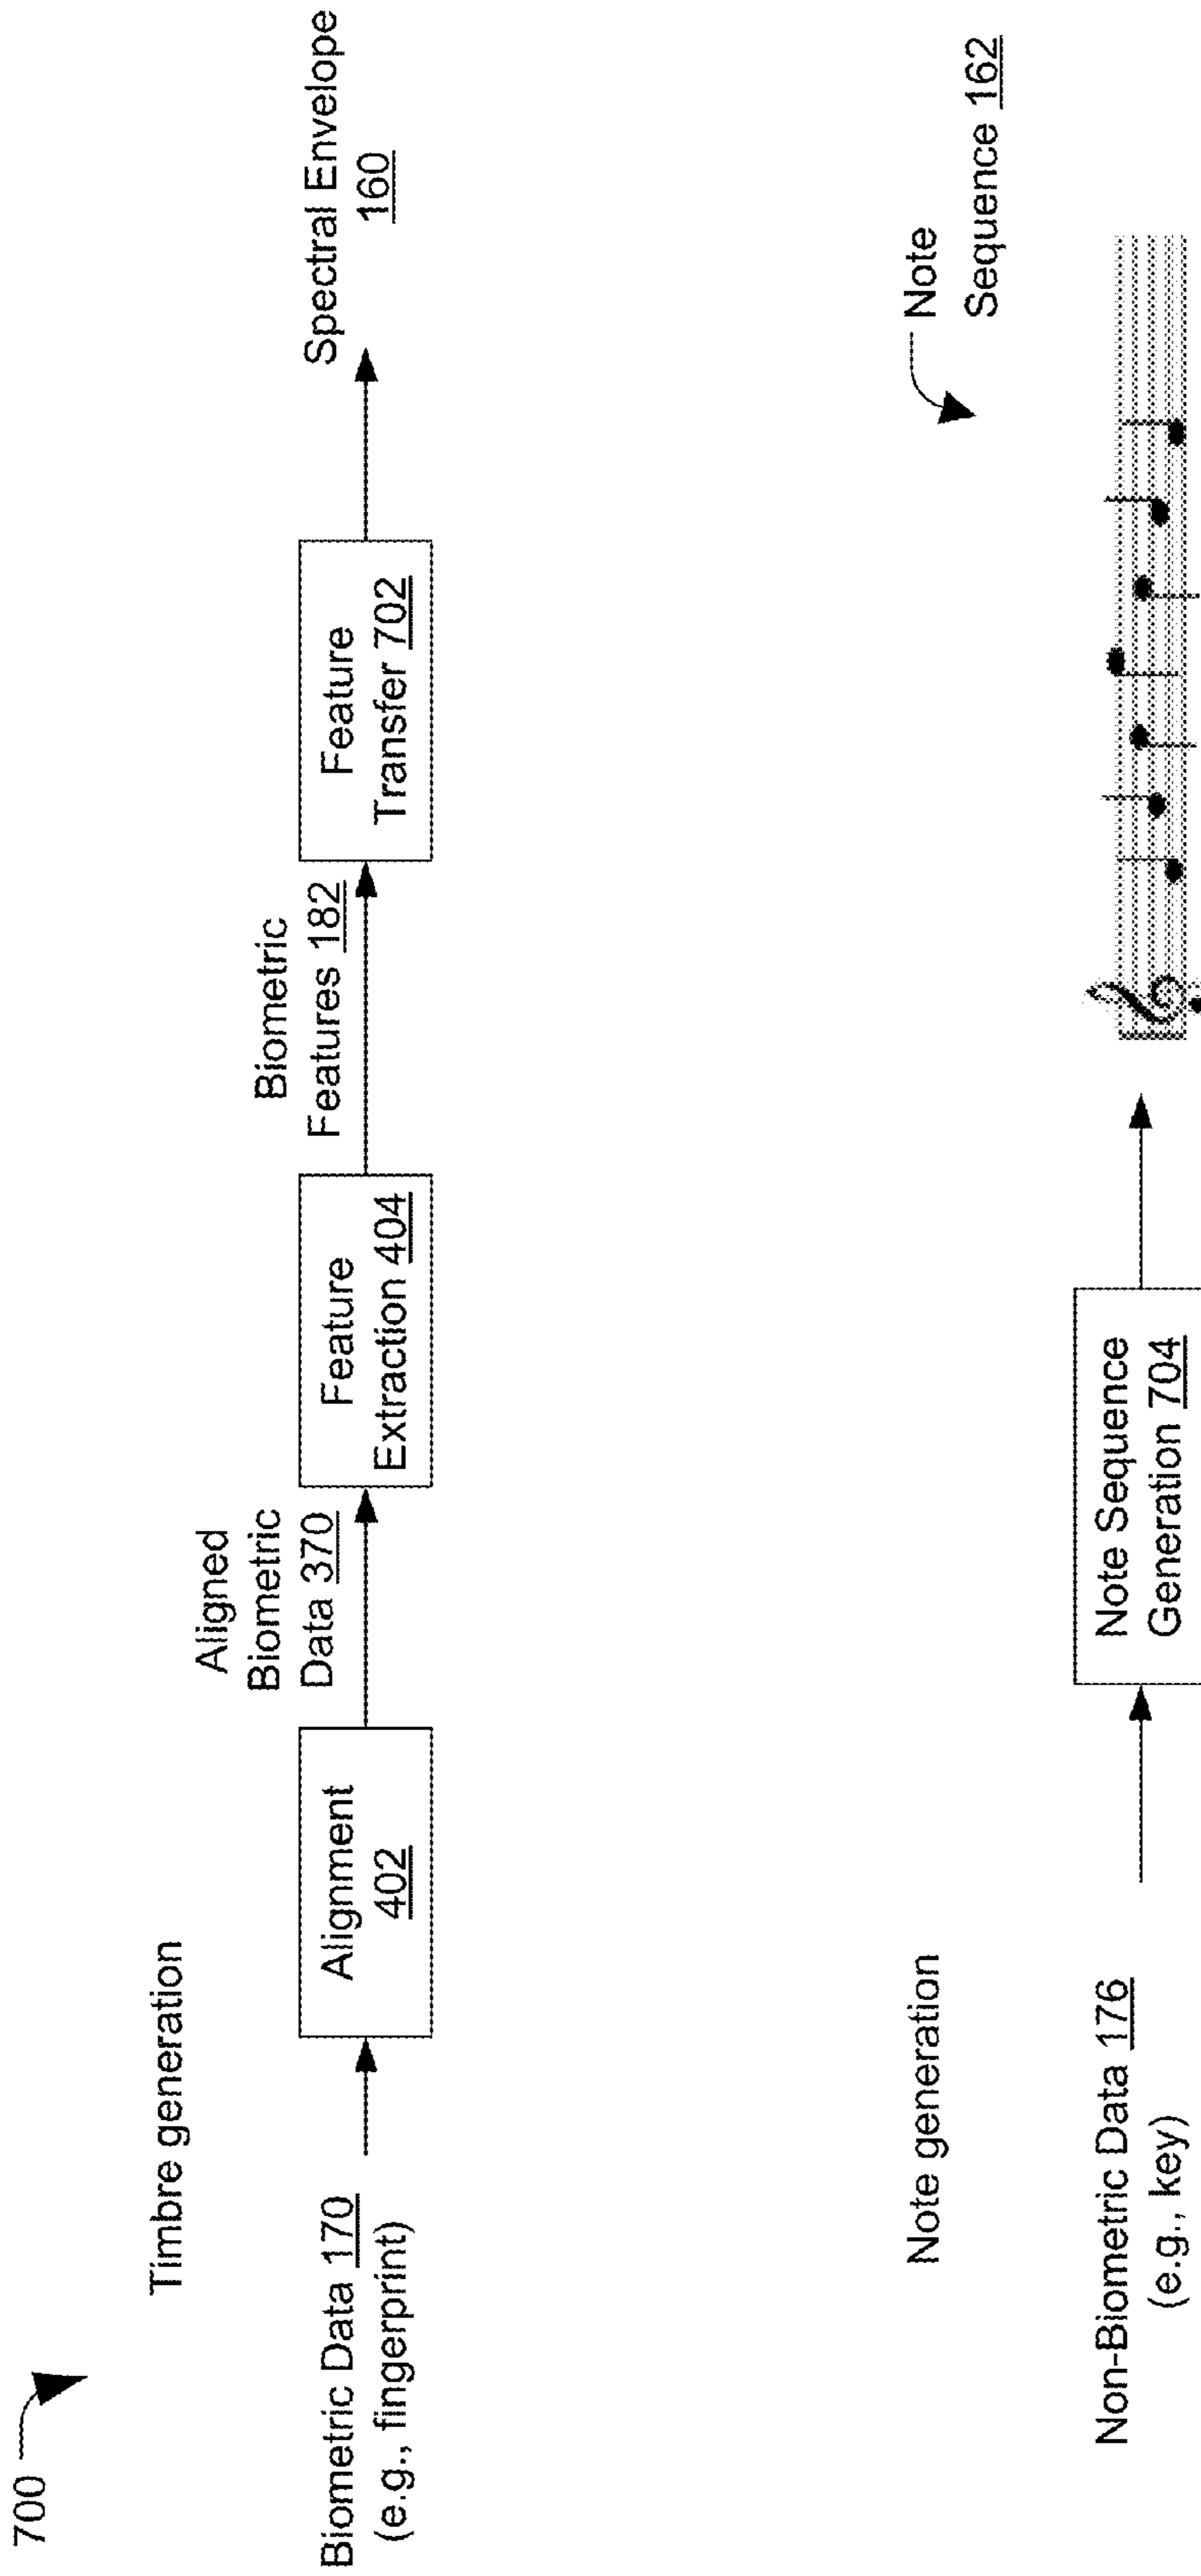 700
Timbre generation
Biometric Data 170
(e.g., fingerprint)
Alignment
402
Aligned
Biometric
Data 370
Feature
Extraction 404
Biometric
Features 182
Feature
Transfer 702
Spectral Envelope
160
Note generation
Non-Biometric Data 176
(e.g., key)
Note Sequence
Generation 704
Note
Sequence 162